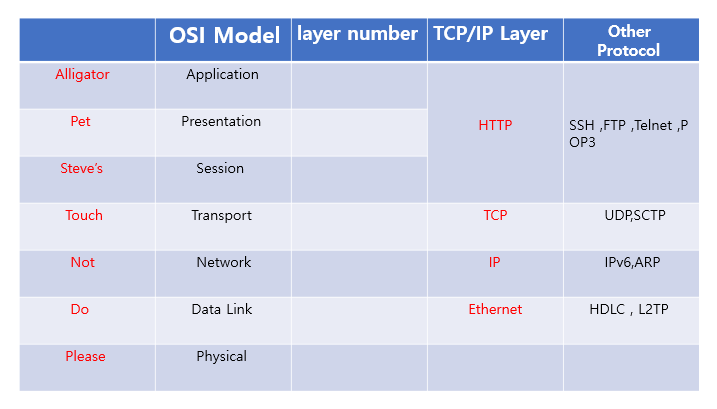 OSI Model layer number TCP/IP Layer Other
Protocol
Alligator Application
Pet Presentation HTTP SSH ,FTP ,Telnet ,P
OP3
Steve's Session
Touch Transport TCP UDP,SCTP
Not Network IP IPv6,ARP
Do Data Link Ethernet HDLC , L2TP
Please Physical